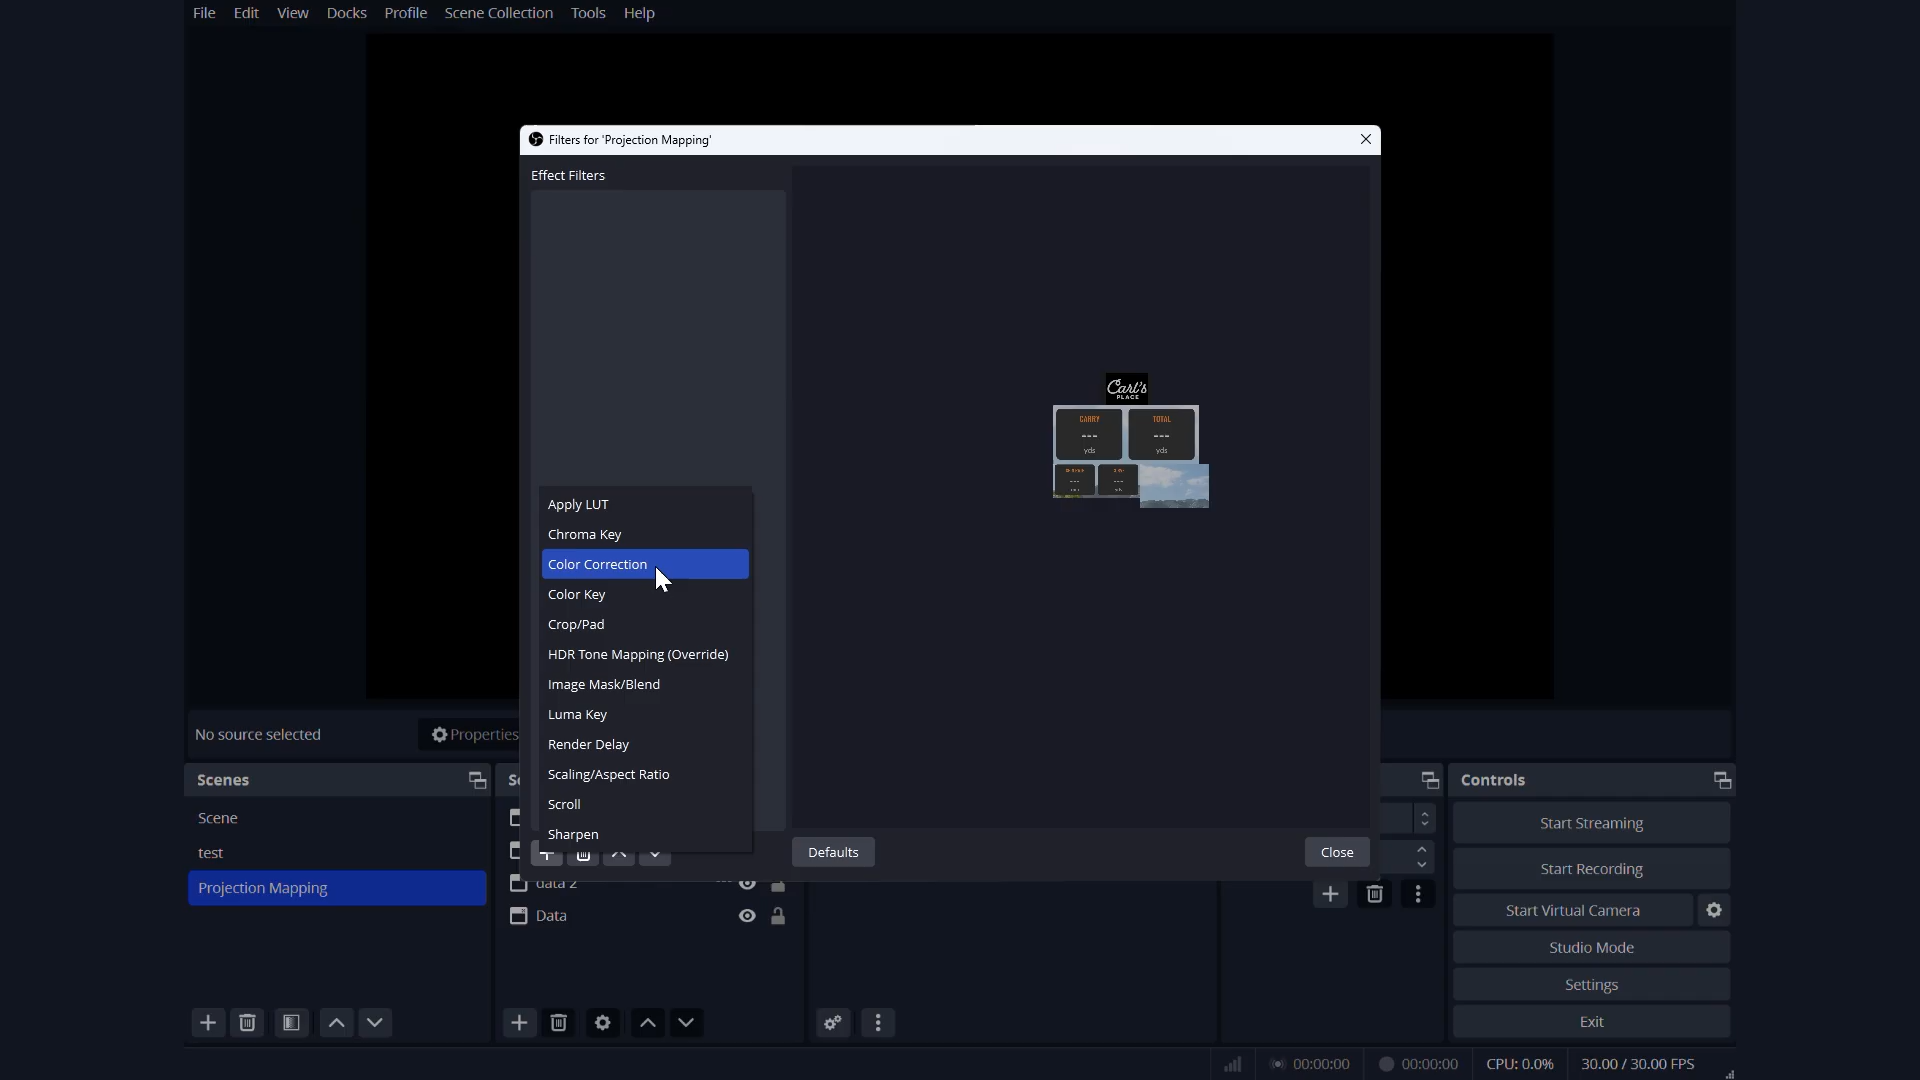 File Edit View Docks Profile Scene Collection Tools Help
Filters for 'Projection Mapping'
Effect Filters
Carl's
PLACE
CARRY TOTAL
--- ---
yds yds
--- ---
Apply LUT
Chroma Key
Color Correction
Color Key
Crop/Pad
HDR Tone Mapping (Override)
Image Mask/Blend
Luma Key
Render Delay
Scaling/Aspect Ratio
Scroll
Sharpen
Defaults
Close
No source selected
Properties
Scenes
Scene
test
Projection Mapping
data 2
Data
Controls
Start Streaming
Start Recording
Start Virtual Camera
Studio Mode
Settings
Exit
00:00:00 00:00:00 CPU: 0.0% 30.00 / 30.00 FPS